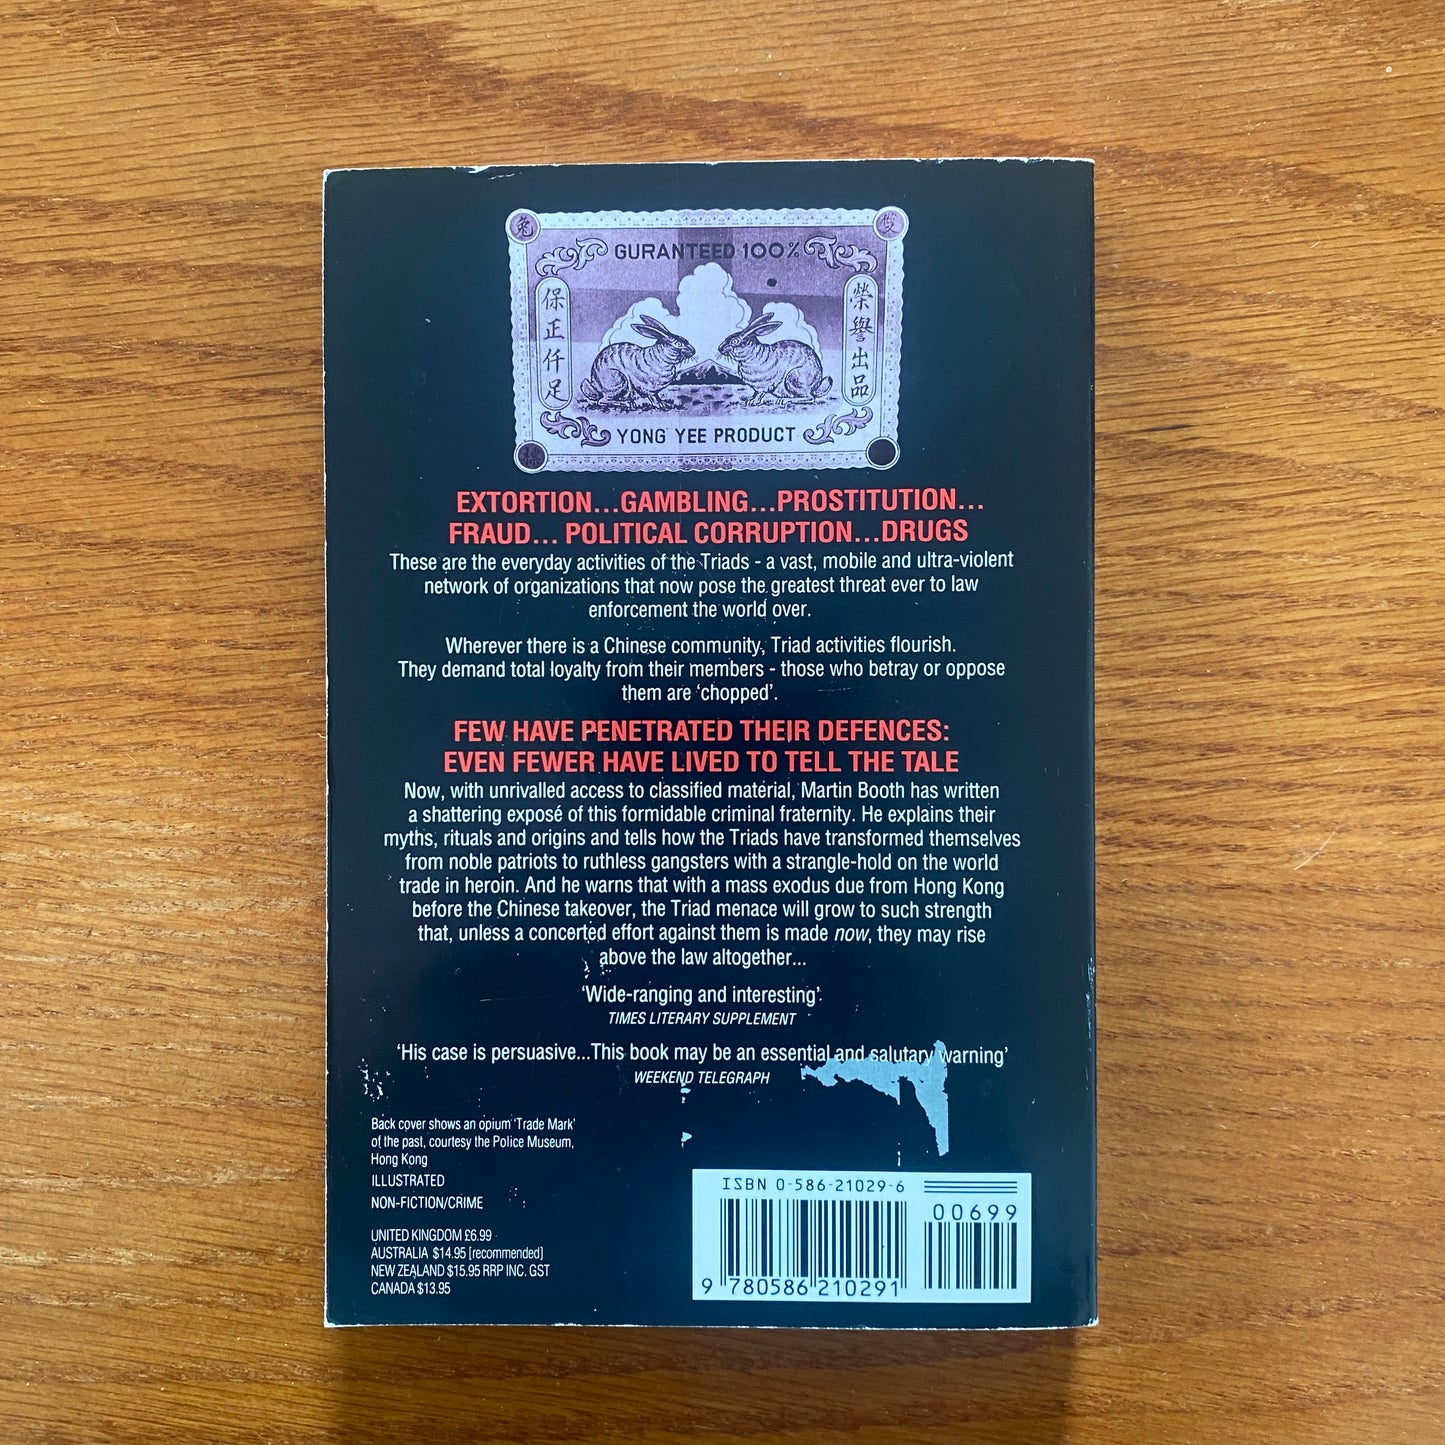 兔
雙
GURANTEED 100%
保正仟足
榮譽出品
YONG YEE PRODUCT
EXTORTION...GAMBLING...PROSTITUTION...
FRAUD... POLITICAL CORRUPTION...DRUGS
These are the everyday activities of the Triads - a vast, mobile and ultra-violent
network of organizations that now pose the greatest threat ever to law
enforcement the world over.
Wherever there is a Chinese community, Triad activities flourish.
They demand total loyalty from their members - those who betray or oppose
them are ‘chopped’.
FEW HAVE PENETRATED THEIR DEFENCES:
EVEN FEWER HAVE LIVED TO TELL THE TALE
Now, with unrivalled access to classified material, Martin Booth has written
a shattering exposé of this formidable criminal fraternity. He explains their
myths, rituals and origins and tells how the Triads have transformed themselves
from noble patriots to ruthless gangsters with a strangle-hold on the world
trade in heroin. And he warns that with a mass exodus due from Hong Kong
before the Chinese takeover, the Triad menace will grow to such strength
that, unless a concerted effort against them is made now, they may rise
above the law altogether...
‘Wide-ranging and interesting’
TIMES LITERARY SUPPLEMENT
‘His case is persuasive...This book may be an essential and salutary warning’
WEEKEND TELEGRAPH
Back cover shows an opium ‘Trade Mark’
of the past, courtesy the Police Museum,
Hong Kong
ILLUSTRATED
NON-FICTION/CRIME
UNITED KINGDOM £6.99
AUSTRALIA $14.95 [recommended]
NEW ZEALAND $15.95 RRP INC. GST
CANADA $13.95
ISBN 0-586-21029-6
00699
9 780586 210291